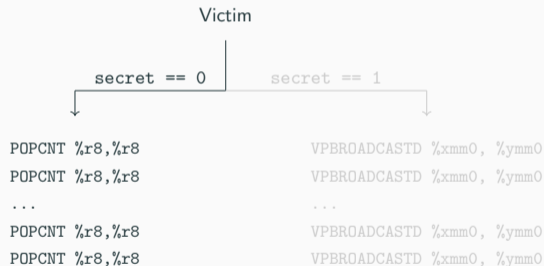 Victim
secret == 0 secret == 1
POPCNT %r8,%r8 VPBROADCASTD %xmm0, %ymm0
POPCNT %r8,%r8 VPBROADCASTD %xmm0, %ymm0
... ...
POPCNT %r8,%r8 VPBROADCASTD %xmm0, %ymm0
POPCNT %r8,%r8 VPBROADCASTD %xmm0, %ymm0